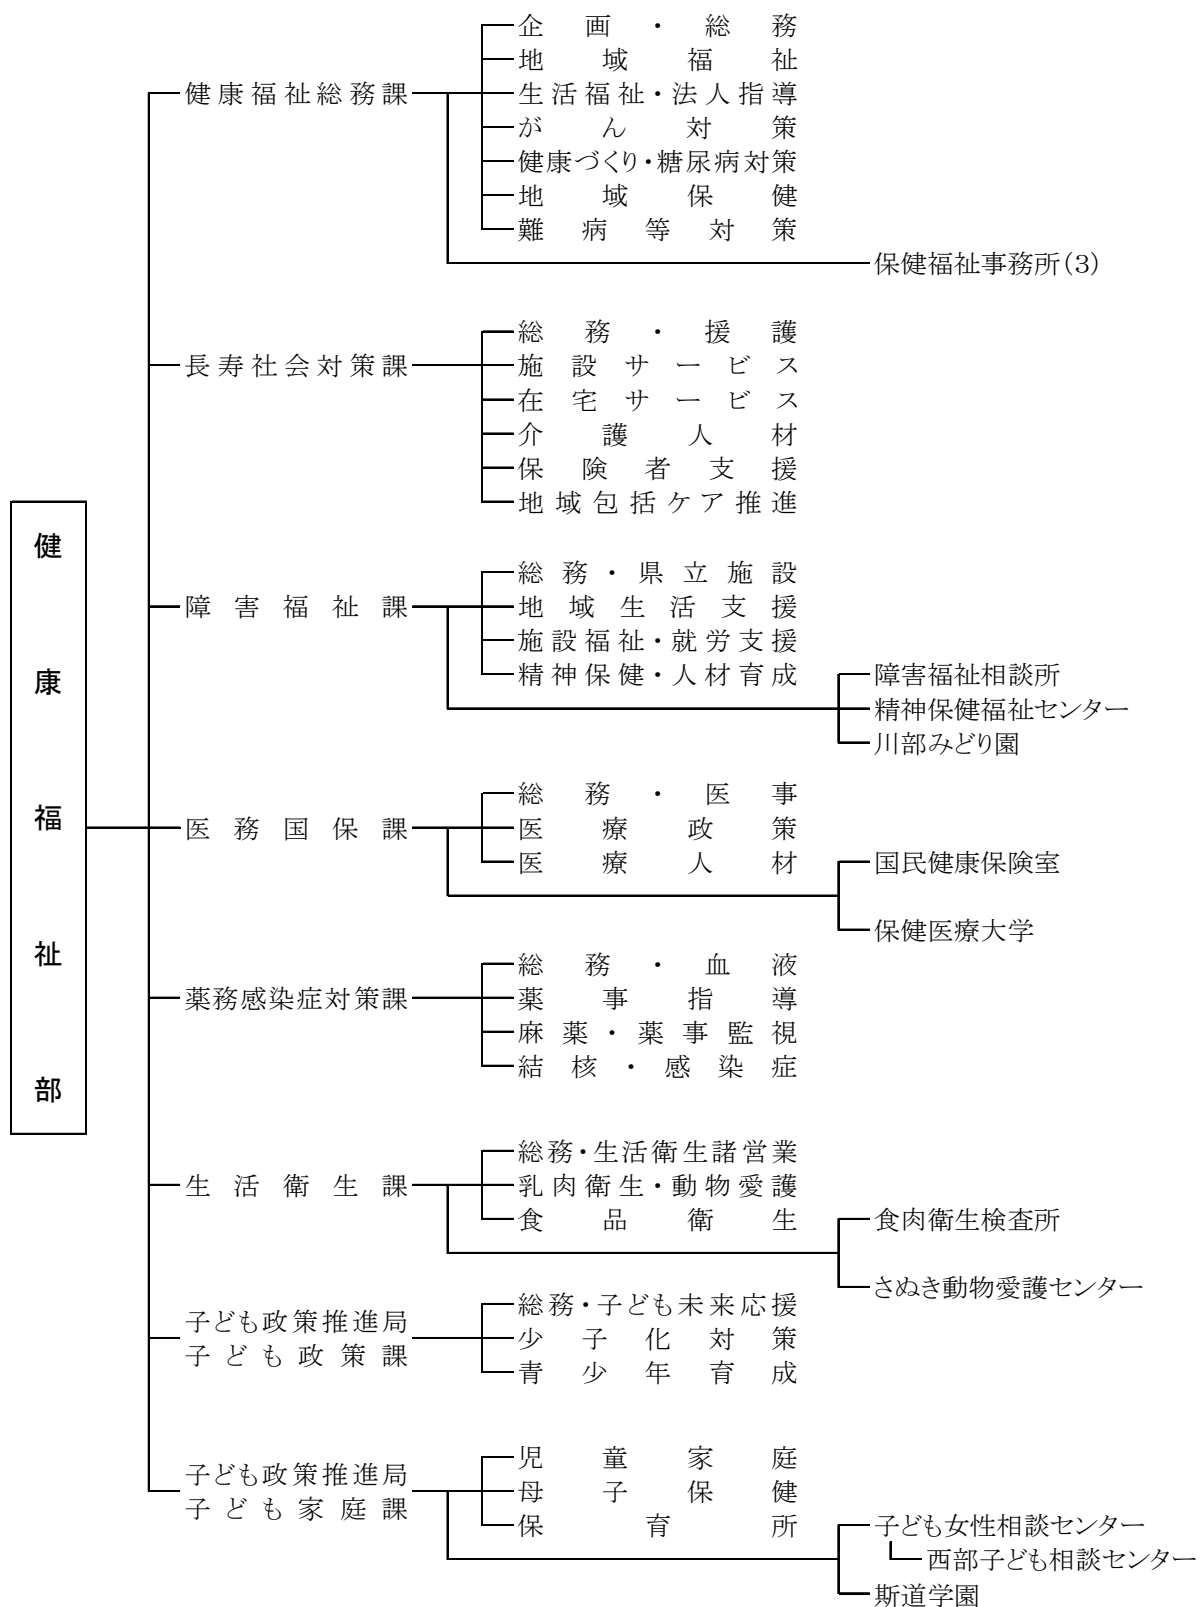 健康福祉部
健康福祉総務課
企画・総務
地域福祉
生活福祉・法人指導
がん対策
健康づくり・糖尿病対策
地域保健
難病等対策
保健福祉事務所(3)
長寿社会対策課
総務・援護
施設サービス
在宅サービス
介護人材
保険者支援
地域包括ケア推進
障害福祉課
総務・県立施設
地域生活支援
施設福祉・就労支援
精神保健・人材育成
障害福祉相談所
精神保健福祉センター
川部みどり園
医務国保課
総務・医事
医療政策
医療人材
国民健康保険室
保健医療大学
薬務感染症対策課
総務・血液
薬事指導
麻薬・薬事監視
結核・感染症
生活衛生課
総務・生活衛生諸営業
乳肉衛生・動物愛護
食品衛生
食肉衛生検査所
さぬき動物愛護センター
子ども政策推進局
子ども政策課
総務・子ども未来応援
少子化対策
青少年育成
子ども政策推進局
子ども家庭課
児童家庭
母子保健
保育所
子ども女性相談センター
西部子ども相談センター
斯道学園